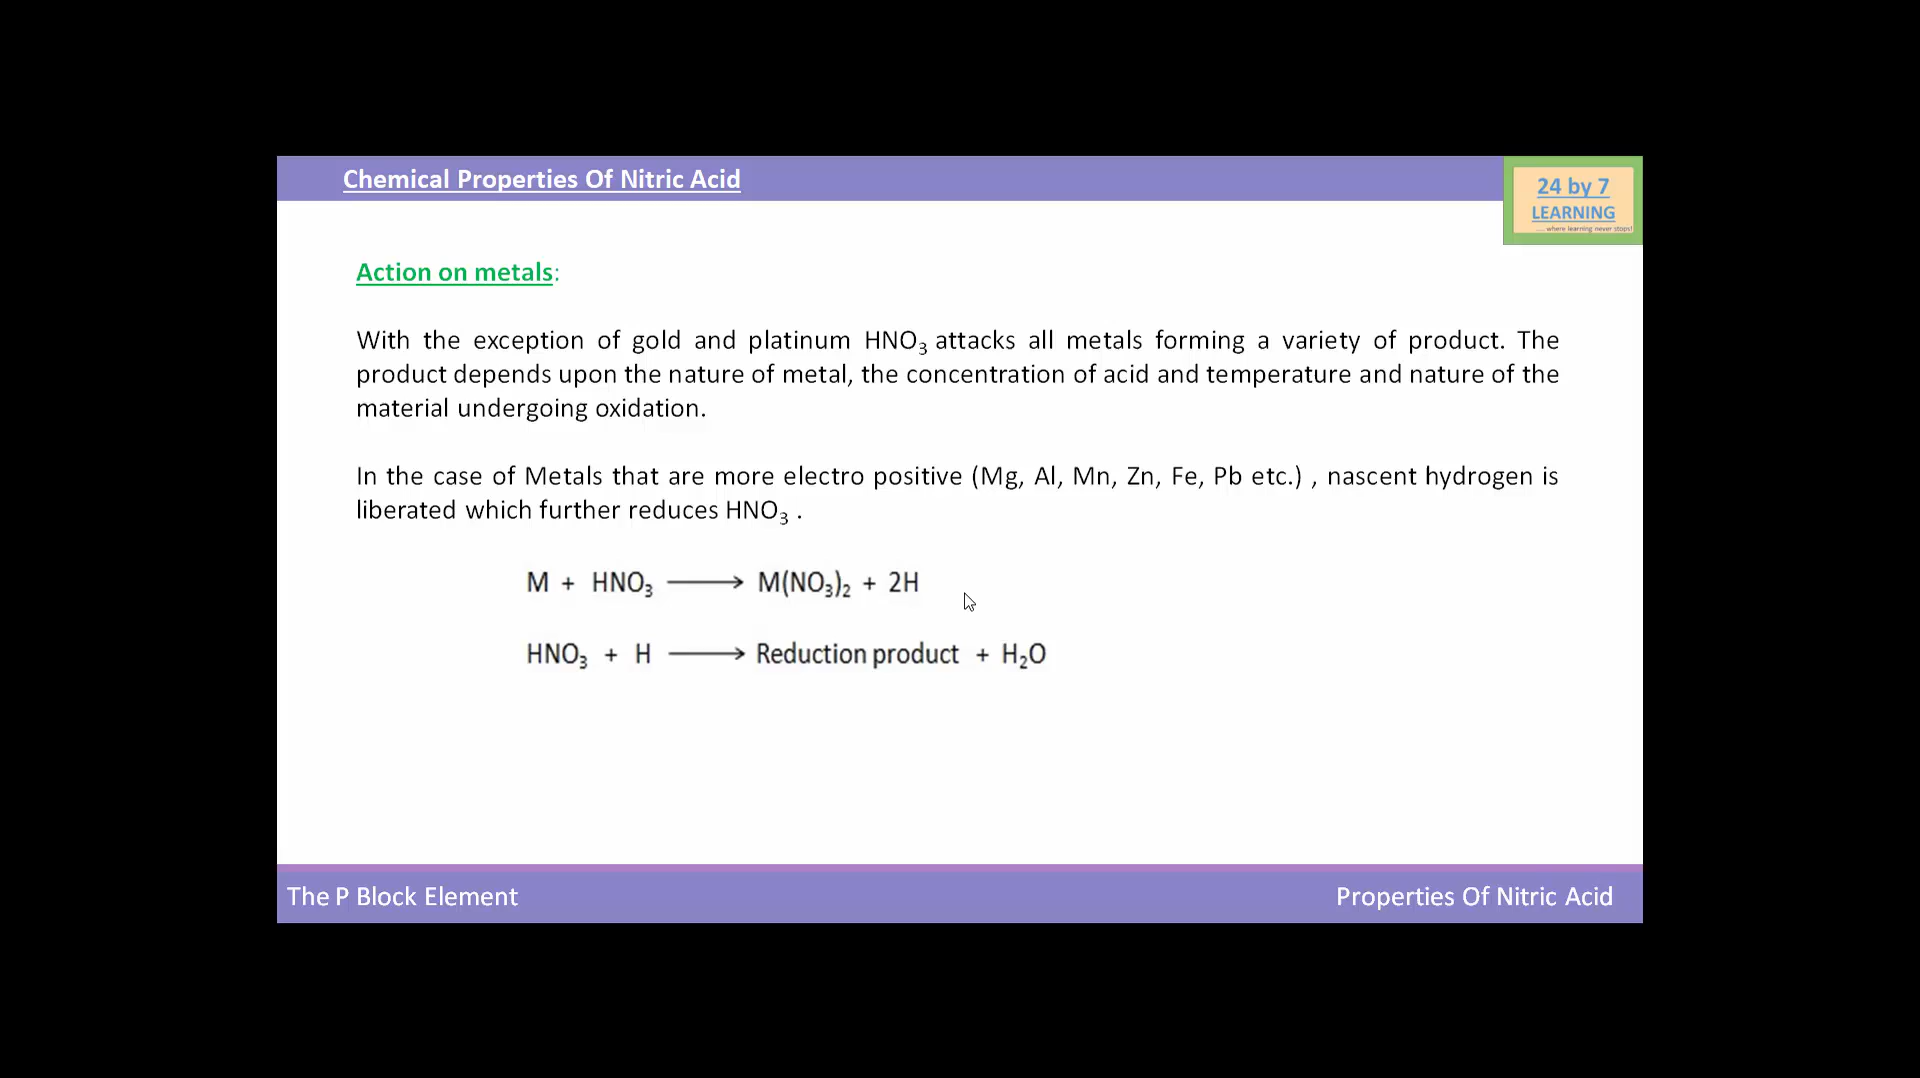 Chemical Properties Of Nitric Acid
24 by 7
LEARNING
.... where learning never stops!
Action on metals:
With the exception of gold and platinum HNO₃ attacks all metals forming a variety of product. The
product depends upon the nature of metal, the concentration of acid and temperature and nature of the
material undergoing oxidation.
In the case of Metals that are more electro positive (Mg, Al, Mn, Zn, Fe, Pb etc.) , nascent hydrogen is
liberated which further reduces HNO₃ .
M + HNO₃ ⟶ M(NO₃)₂ + 2H
HNO₃ + H ⟶ Reduction product + H₂O
The P Block Element
Properties Of Nitric Acid